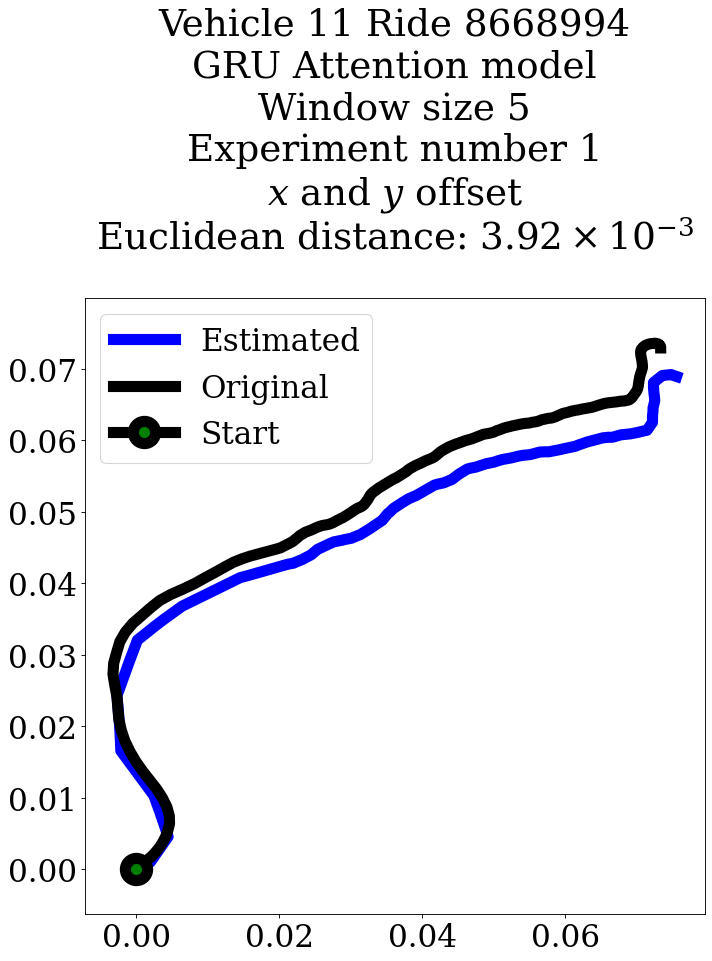 Vehicle 11 Ride 8668994
GRU Attention model
Window size 5
Experiment number 1
x and y offset
Euclidean distance: 3.92 × 10⁻³
Estimated
Original
Start
0.07
0.06
0.05
0.04
0.03
0.02
0.01
0.00
0.00 0.02 0.04 0.06